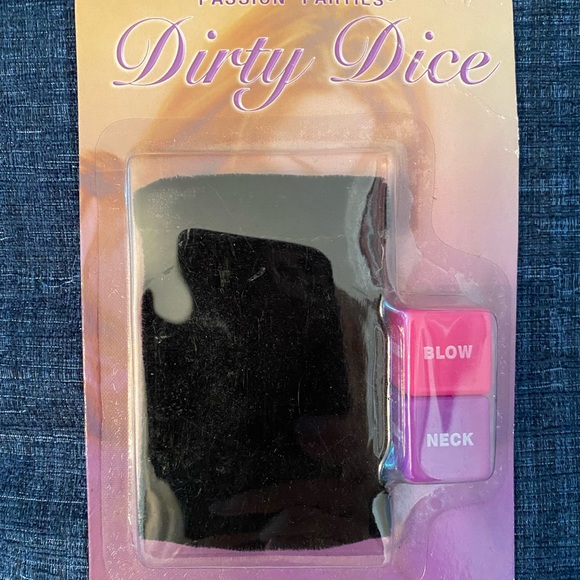 PASSION PARTIES®
Dirty Dice
BLOW
NECK